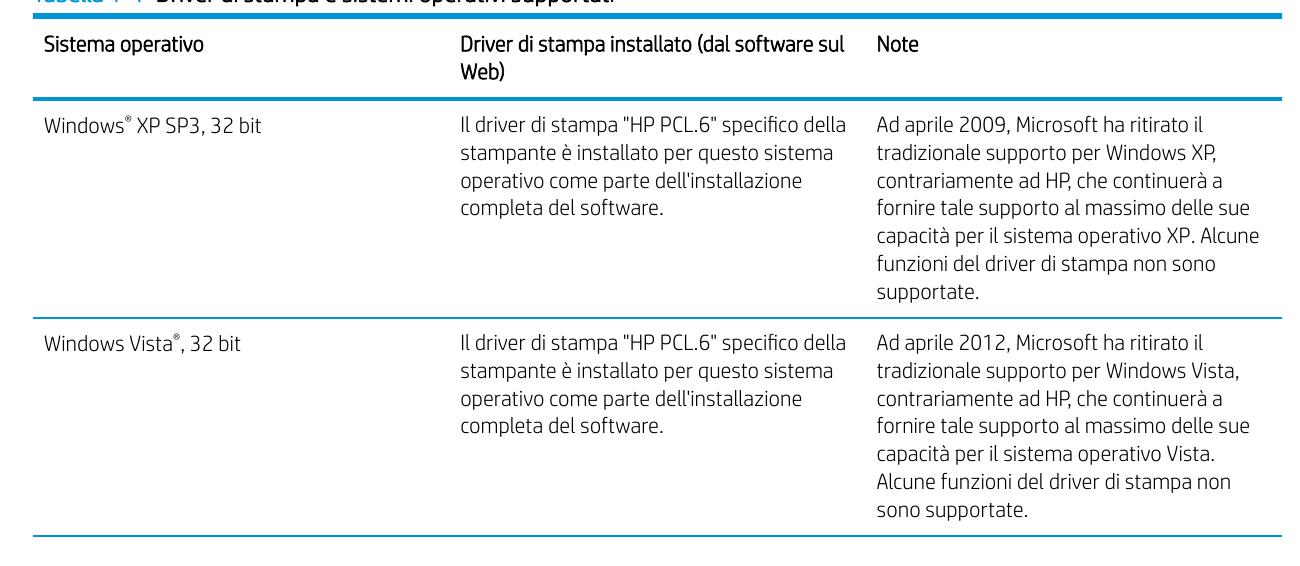 Driver di stampa e sistemi operativi supportati
Sistema operativo
Driver di stampa installato (dal software sul
Web)
Note
Windows® XP SP3, 32 bit
Il driver di stampa "HP PCL.6" specifico della
stampante è installato per questo sistema
operativo come parte dell'installazione
completa del software.
Ad aprile 2009, Microsoft ha ritirato il
tradizionale supporto per Windows XP,
contrariamente ad HP, che continuerà a
fornire tale supporto al massimo delle sue
capacità per il sistema operativo XP. Alcune
funzioni del driver di stampa non sono
supportate.
Windows Vista®, 32 bit
Il driver di stampa "HP PCL.6" specifico della
stampante è installato per questo sistema
operativo come parte dell'installazione
completa del software.
Ad aprile 2012, Microsoft ha ritirato il
tradizionale supporto per Windows Vista,
contrariamente ad HP, che continuerà a
fornire tale supporto al massimo delle sue
capacità per il sistema operativo Vista.
Alcune funzioni del driver di stampa non
sono supportate.